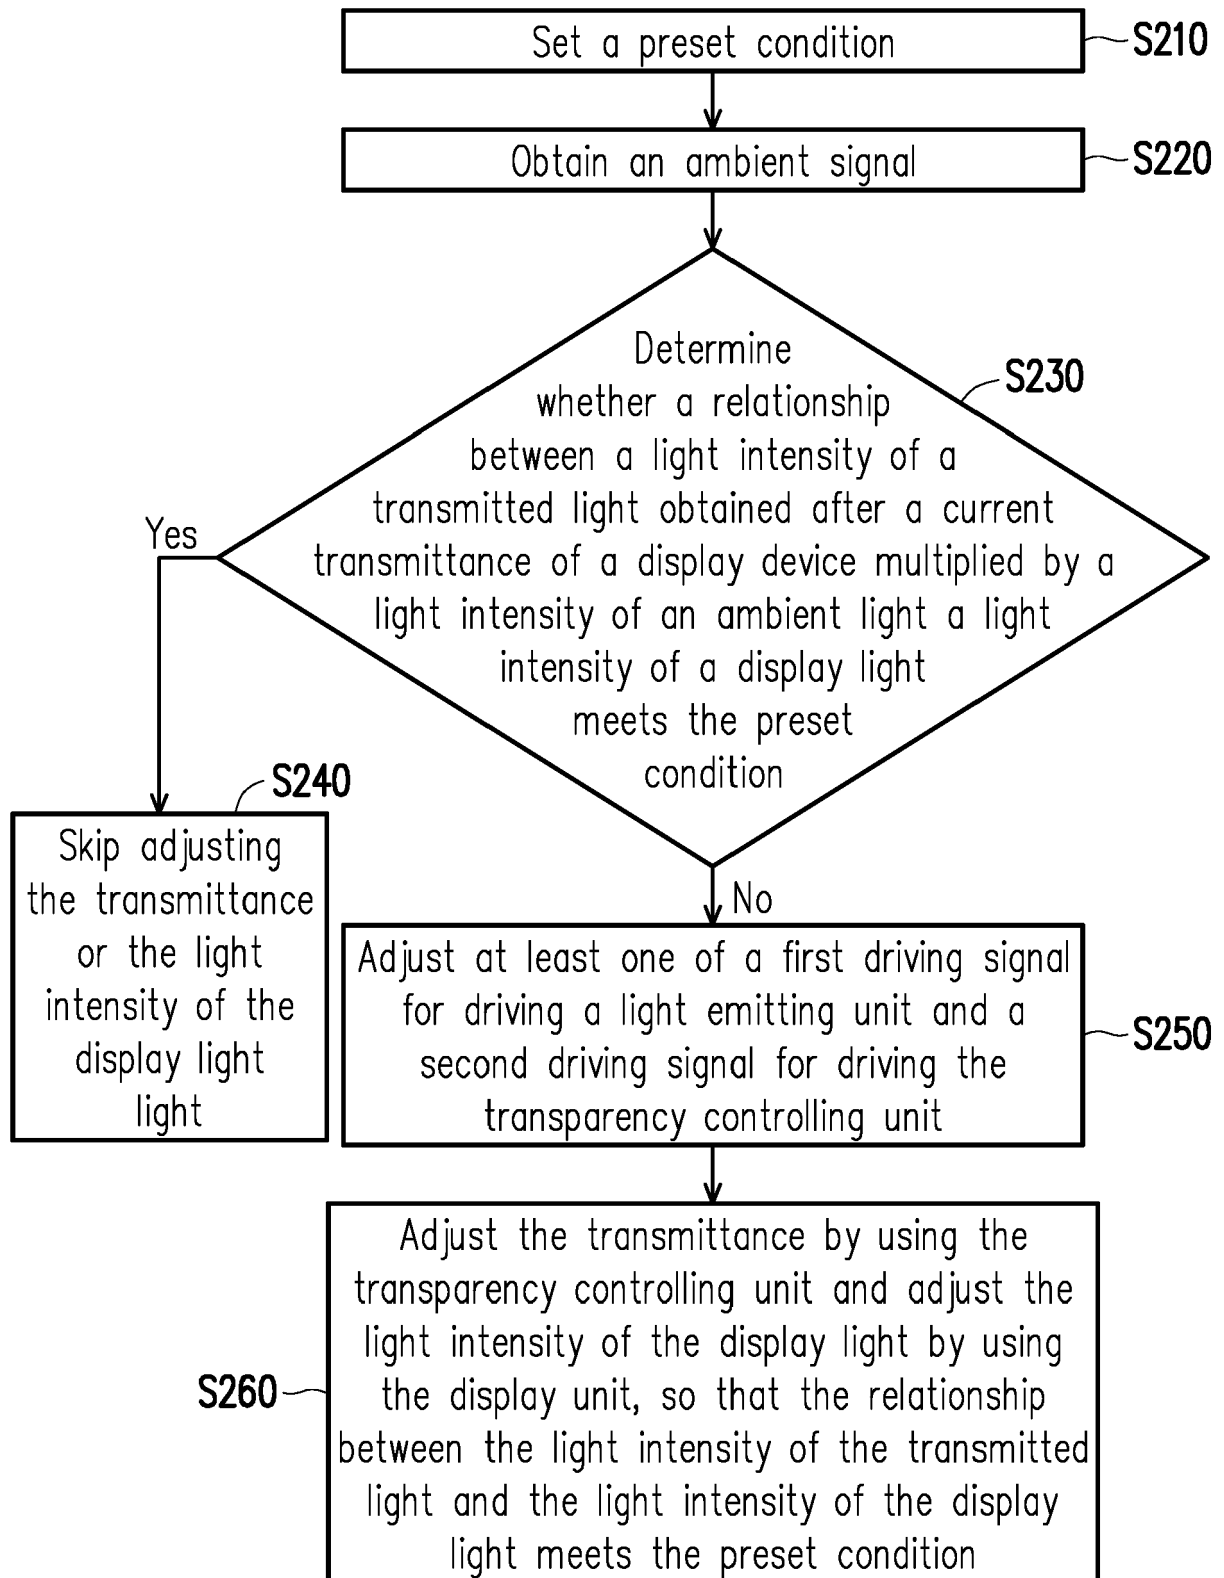 Set a preset condition
S210
Obtain an ambient signal
S220
Determine
whether a relationship
between a light intensity of a
transmitted light obtained after a current
transmittance of a display device multiplied by a
light intensity of an ambient light a light
intensity of a display light
meets the preset
condition
S230
Yes
S240
Skip adjusting
the transmittance
or the light
intensity of the
display light
light
No
Adjust at least one of a first driving signal
for driving a light emitting unit and a
second driving signal for driving the
transparency controlling unit
S250
Adjust the transmittance by using the
transparency controlling unit and adjust the
light intensity of the display light by using
the display unit, so that the relationship
between the light intensity of the transmitted
light and the light intensity of the display
light meets the preset condition
S260